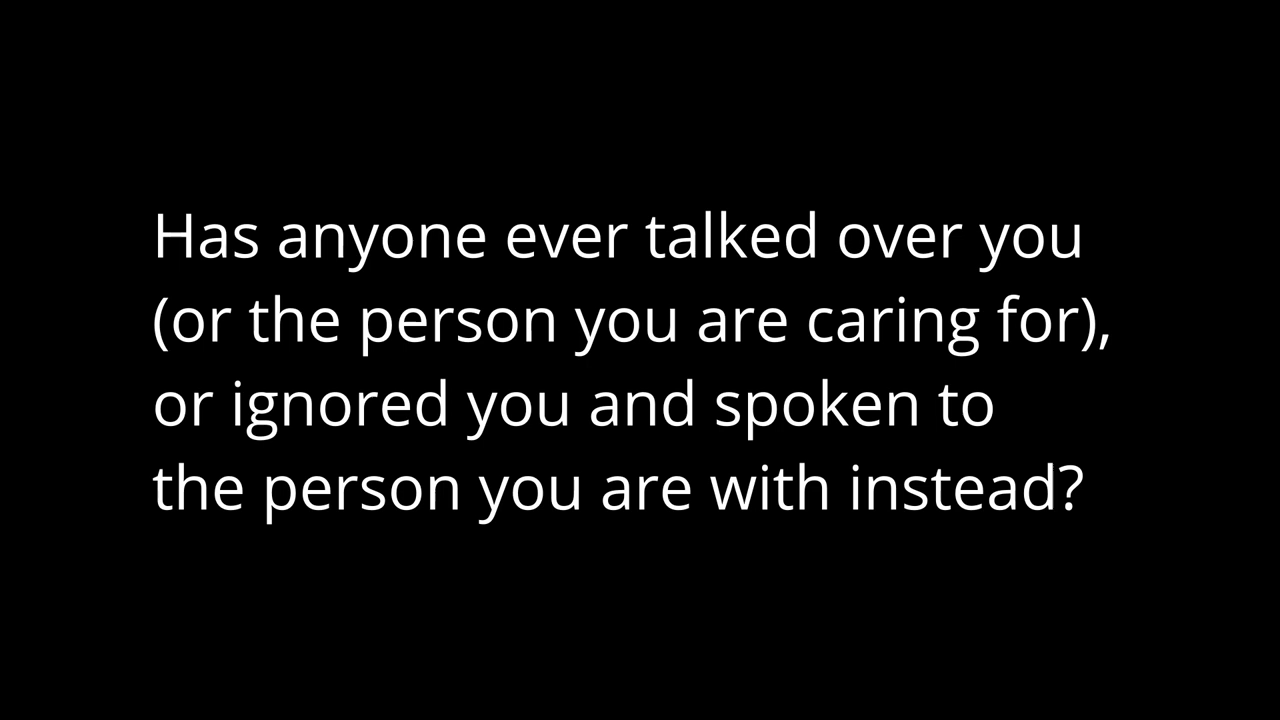 Has anyone ever talked over you
(or the person you are caring for),
or ignored you and spoken to
the person you are with instead?